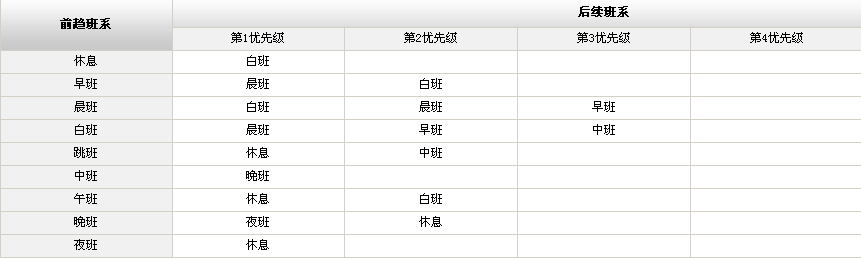 前趋班系 后续班系
第1优先级 第2优先级 第3优先级 第4优先级
休息 白班
早班 晨班 白班
晨班 白班 晨班 早班
白班 晨班 早班 中班
跳班 休息 中班
中班 晚班
午班 休息 白班
晚班 夜班 休息
夜班 休息